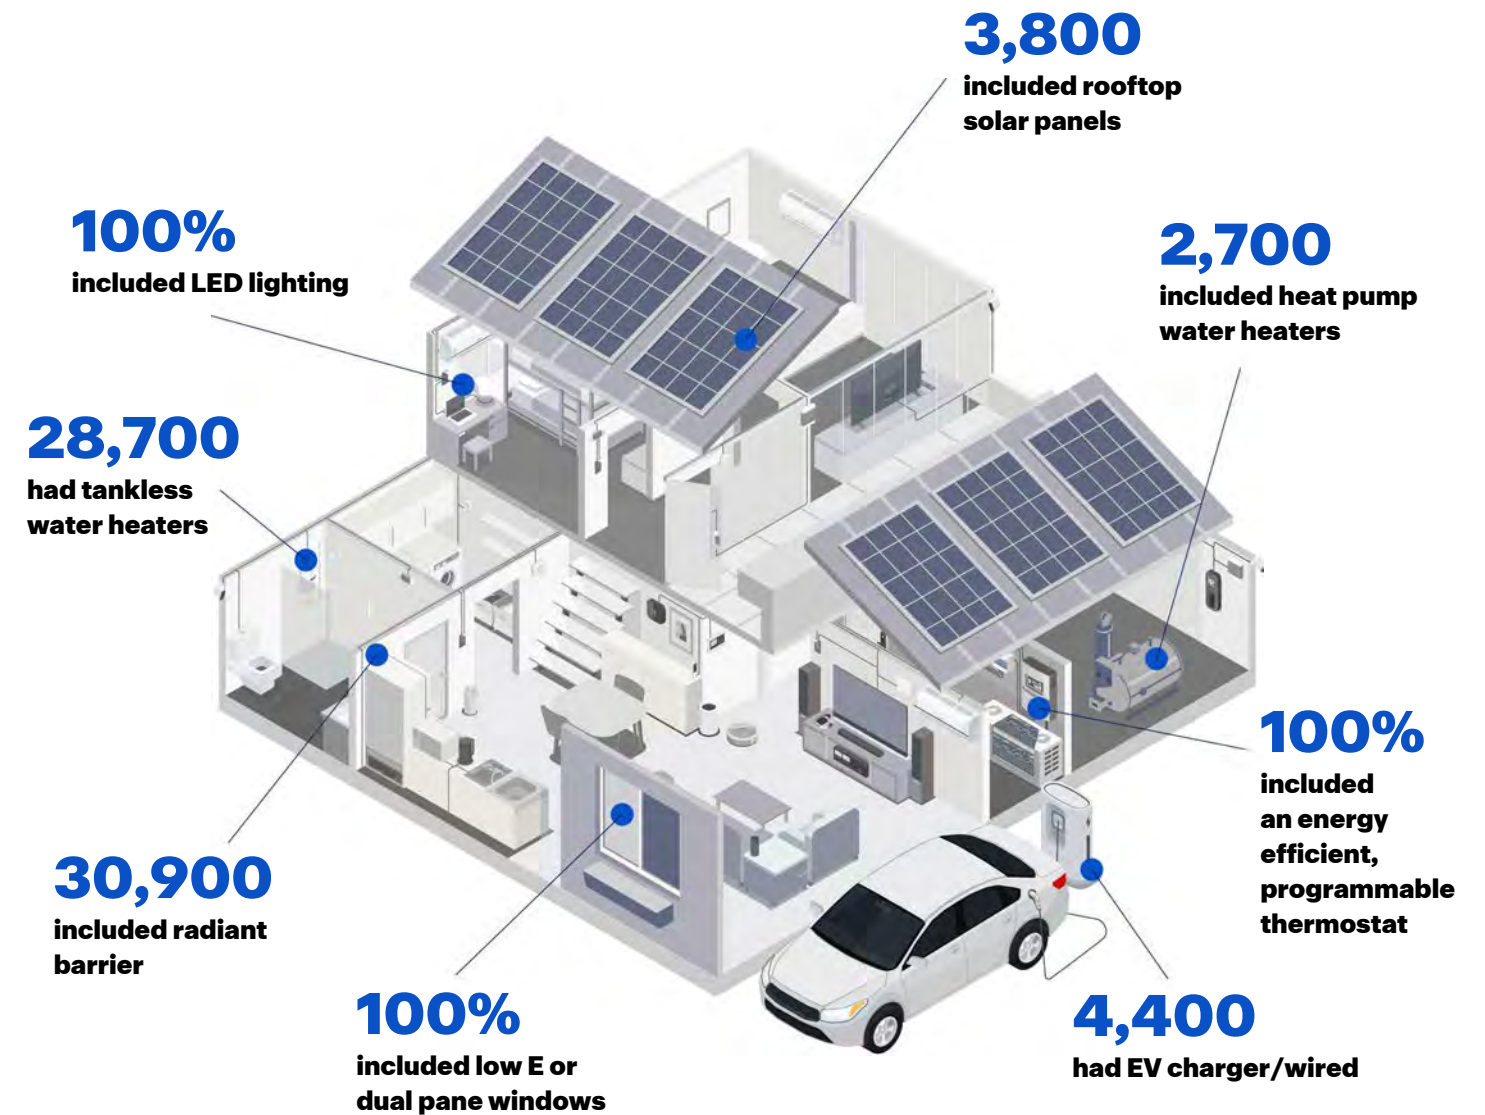 3,800
included rooftop
solar panels
100%
included LED lighting
2,700
included heat pump
water heaters
28,700
had tankless
water heaters
100%
included
an energy
efficient,
programmable
thermostat
30,900
included radiant
barrier
100%
included low E or
dual pane windows
4,400
had EV charger/wired